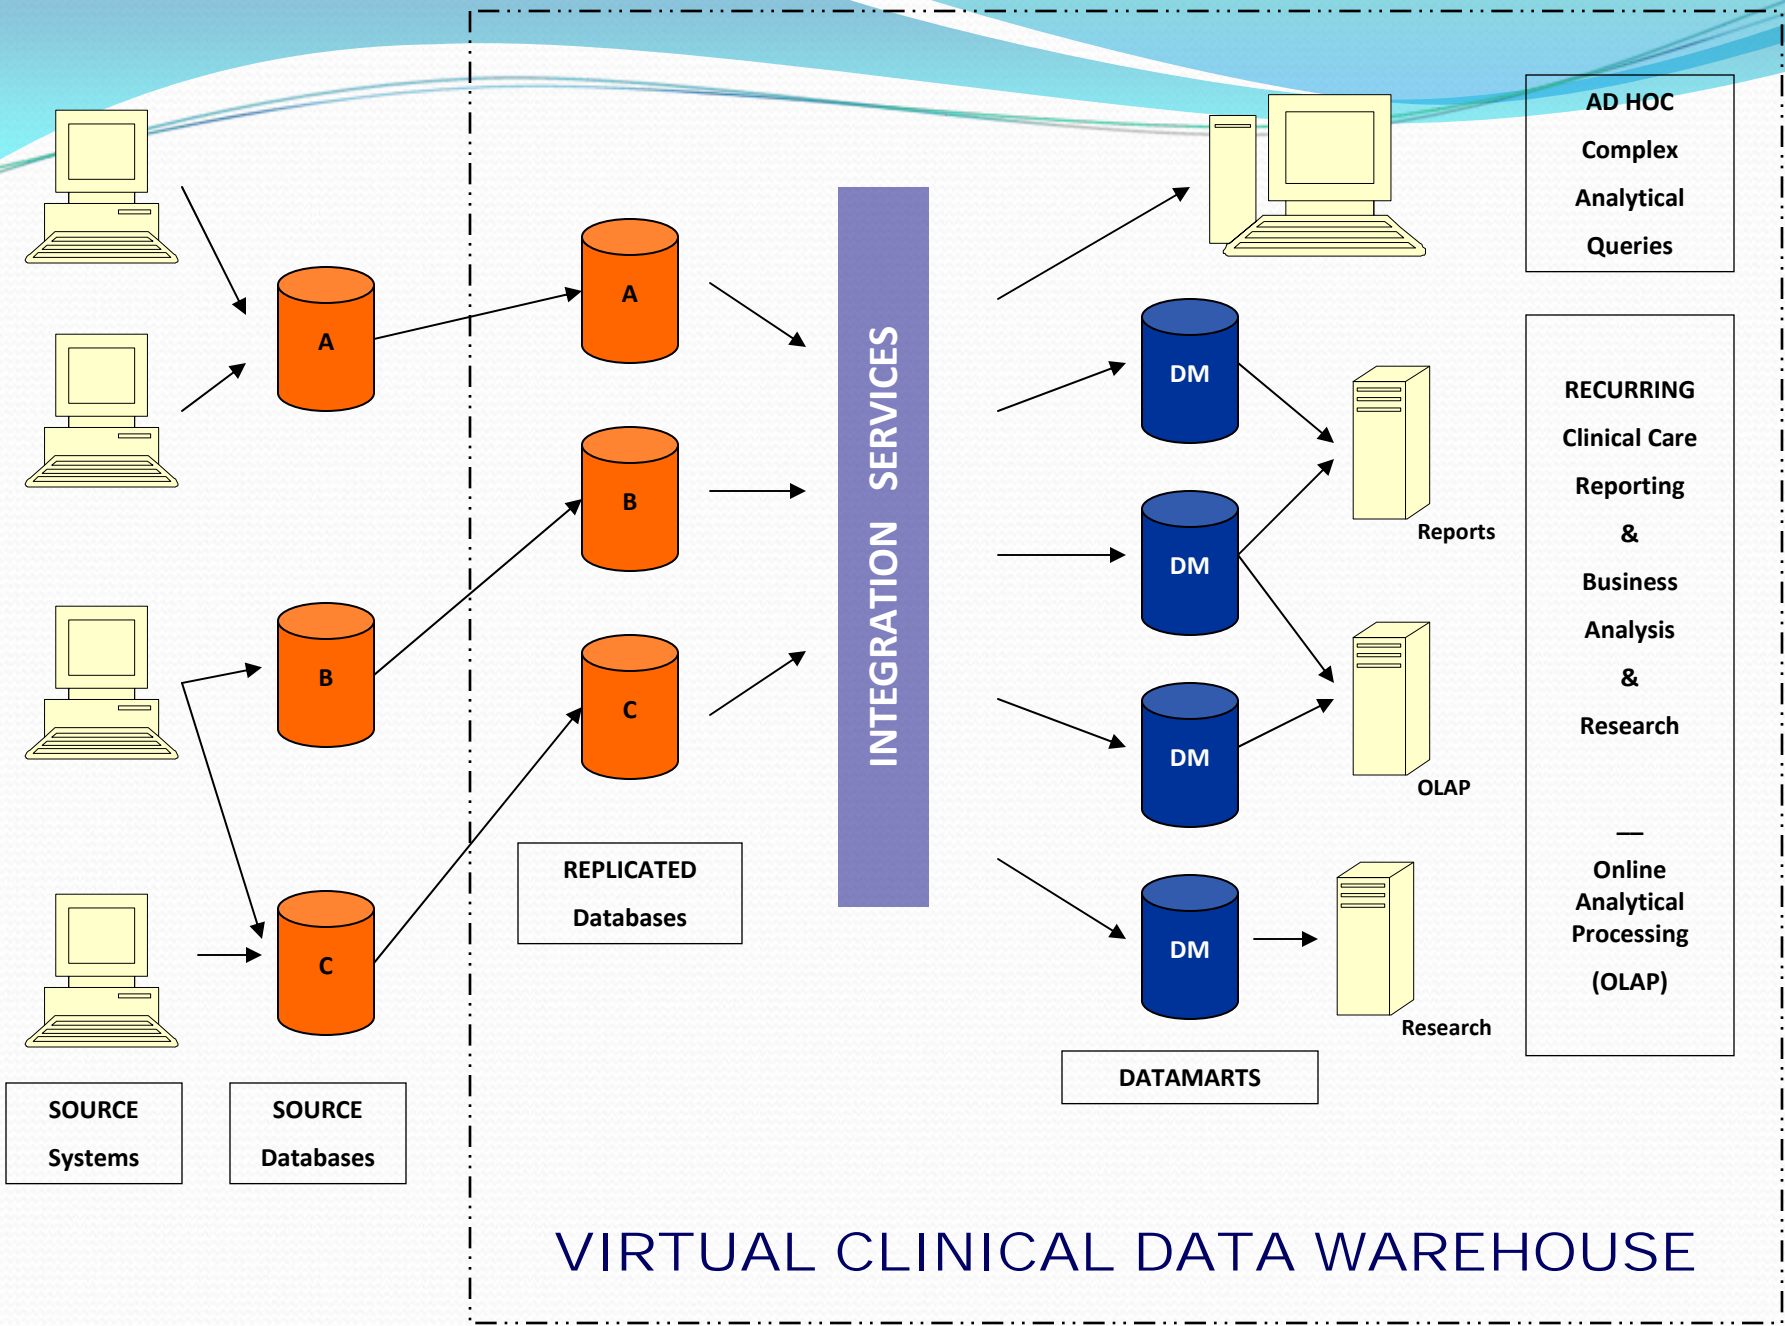 AD HOC
Complex
Analytical
Queries
A
A
B
B
C
C
INTEGRATION SERVICES
DM
DM
DM
DM
Reports
OLAP
Research
RECURRING
Clinical Care
Reporting
&
Business
Analysis
&
Research
__
Online
Analytical
Processing
(OLAP)
REPLICATED
Databases
DATAMARTS
SOURCE
Systems
SOURCE
Databases
VIRTUAL CLINICAL DATA WAREHOUSE